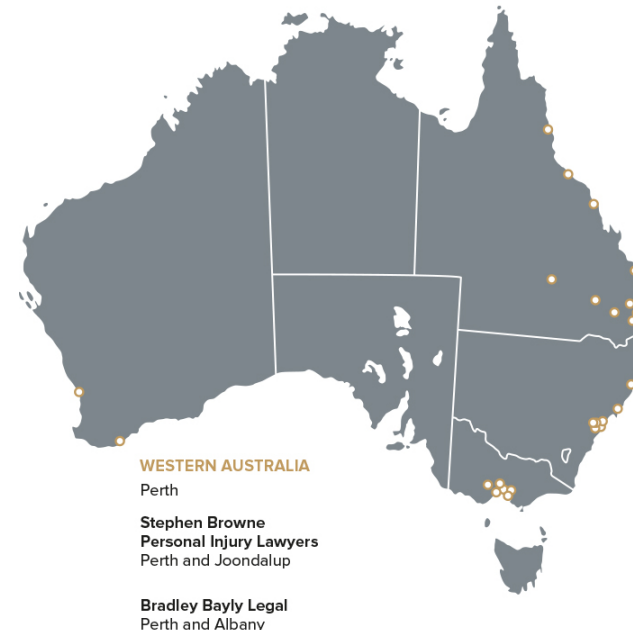 WESTERN AUSTRALIA
Perth
Stephen Browne
Personal Injury Lawyers
Perth and Joondalup
Bradley Bayly Legal
Perth and Albany